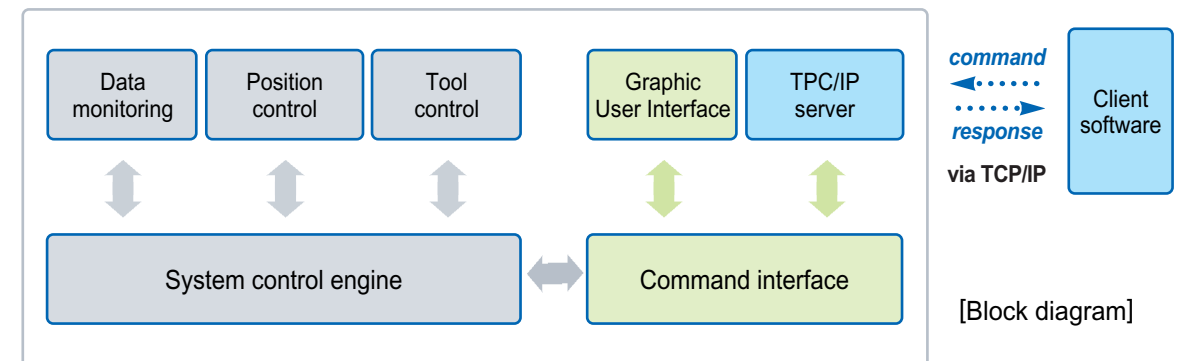 Data
monitoring
Position
control
Tool
control
Graphic
User Interface
TPC/IP
server
command
response
via TCP/IP
Client
software
System control engine
Command interface
[Block diagram]